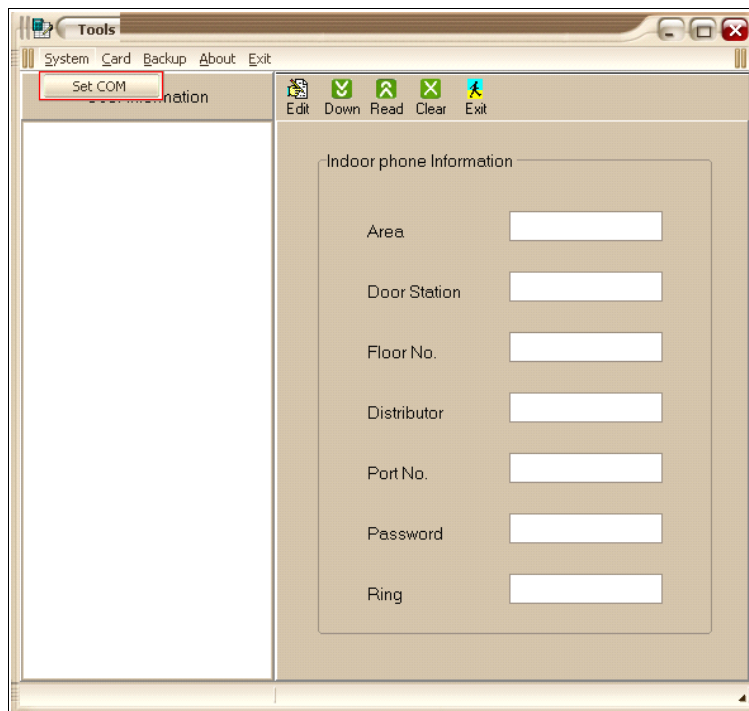 Tools
System Card Backup About Exit
Set COM
mation
Edit Down Read Clear Exit
Indoor phone Information
Area
Door Station
Floor No.
Distributor
Port No.
Password
Ring